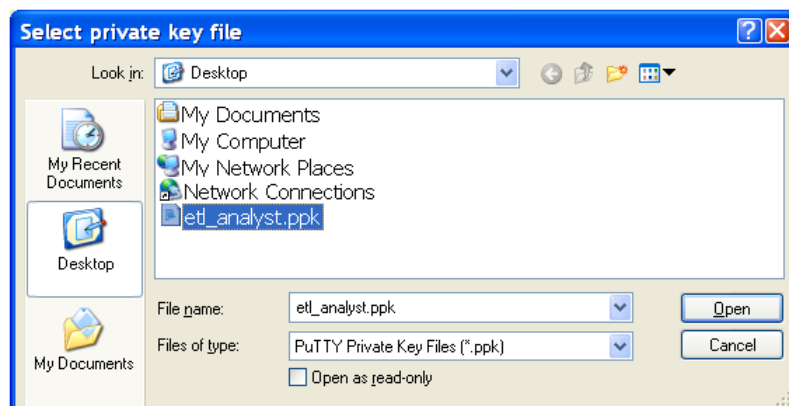 Select private key file
Look in: Desktop
My Recent
Documents
Desktop
My Documents
My Documents
My Computer
My Network Places
Network Connections
etl_analyst.ppk
File name: etl_analyst.ppk Open
Files of type: PuTTY Private Key Files (*.ppk) Cancel
Open as read-only